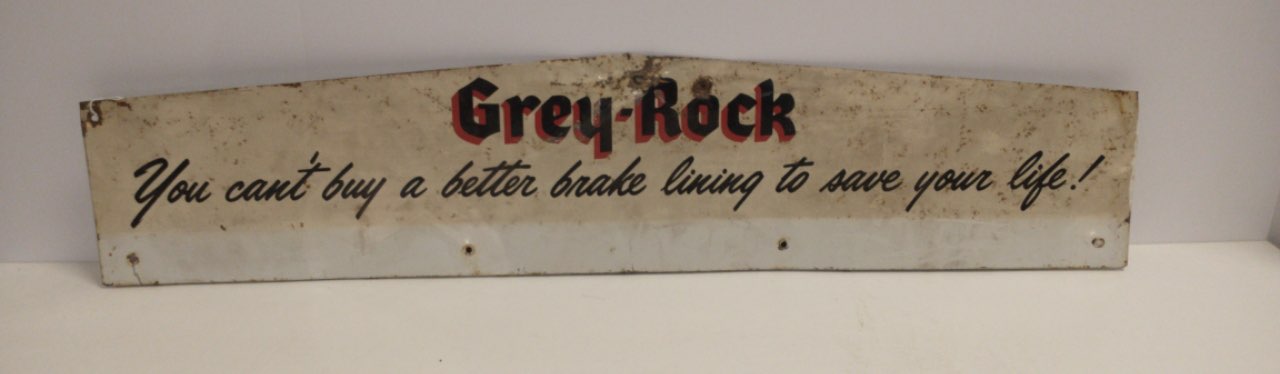 Grey-Rock
You can't buy a better brake lining to save your life!